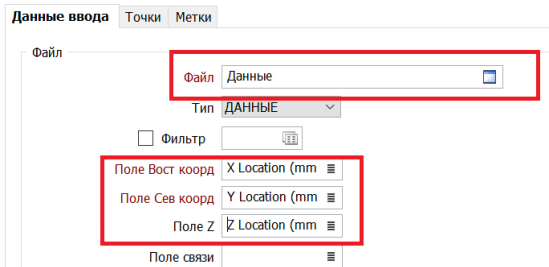 Данные ввода Точки Метки
Файл
Файл Данные
Тип ДАННЫЕ
Фильтр
Поле Вост коорд X Location (mm
Поле Сев коорд Y Location (mm
Поле Z Z Location (mm
Поле связи